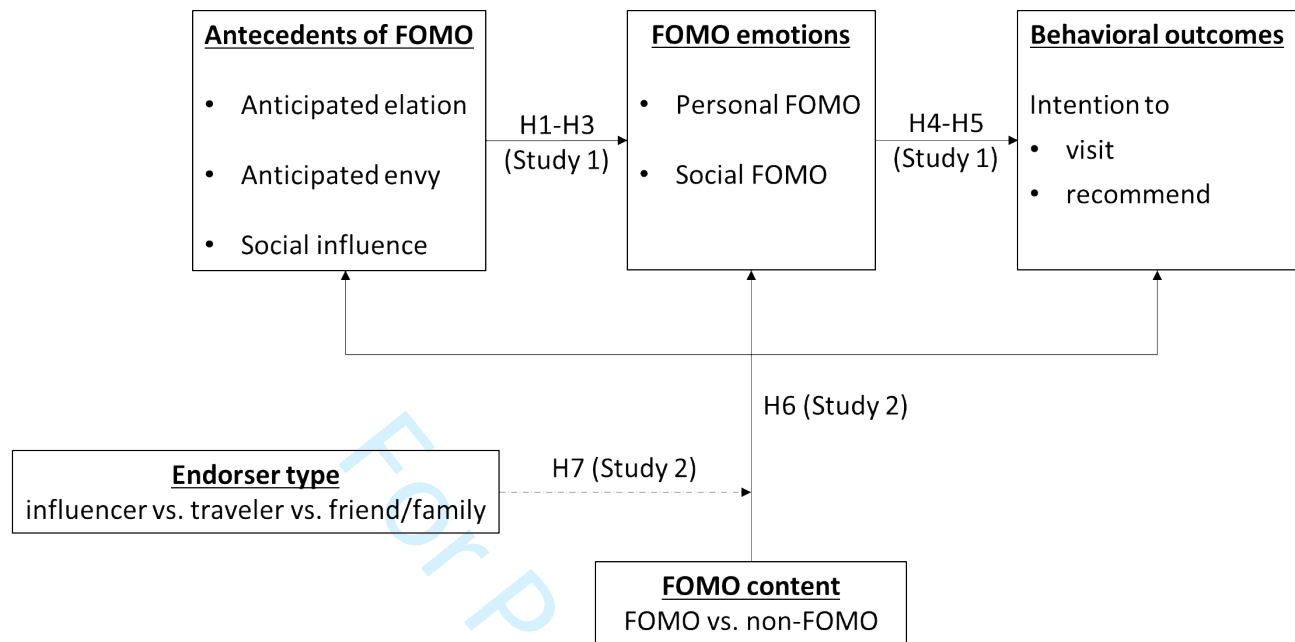 Antecedents of FOMO
• Anticipated elation
• Anticipated envy
• Social influence
H1-H3
(Study 1)
FOMO emotions
• Personal FOMO
• Social FOMO
H4-H5
(Study 1)
Behavioral outcomes
Intention to
• visit
• recommend
H6 (Study 2)
Endorser type
influencer vs. traveler vs. friend/family
H7 (Study 2)
FOMO content
FOMO vs. non-FOMO
For P